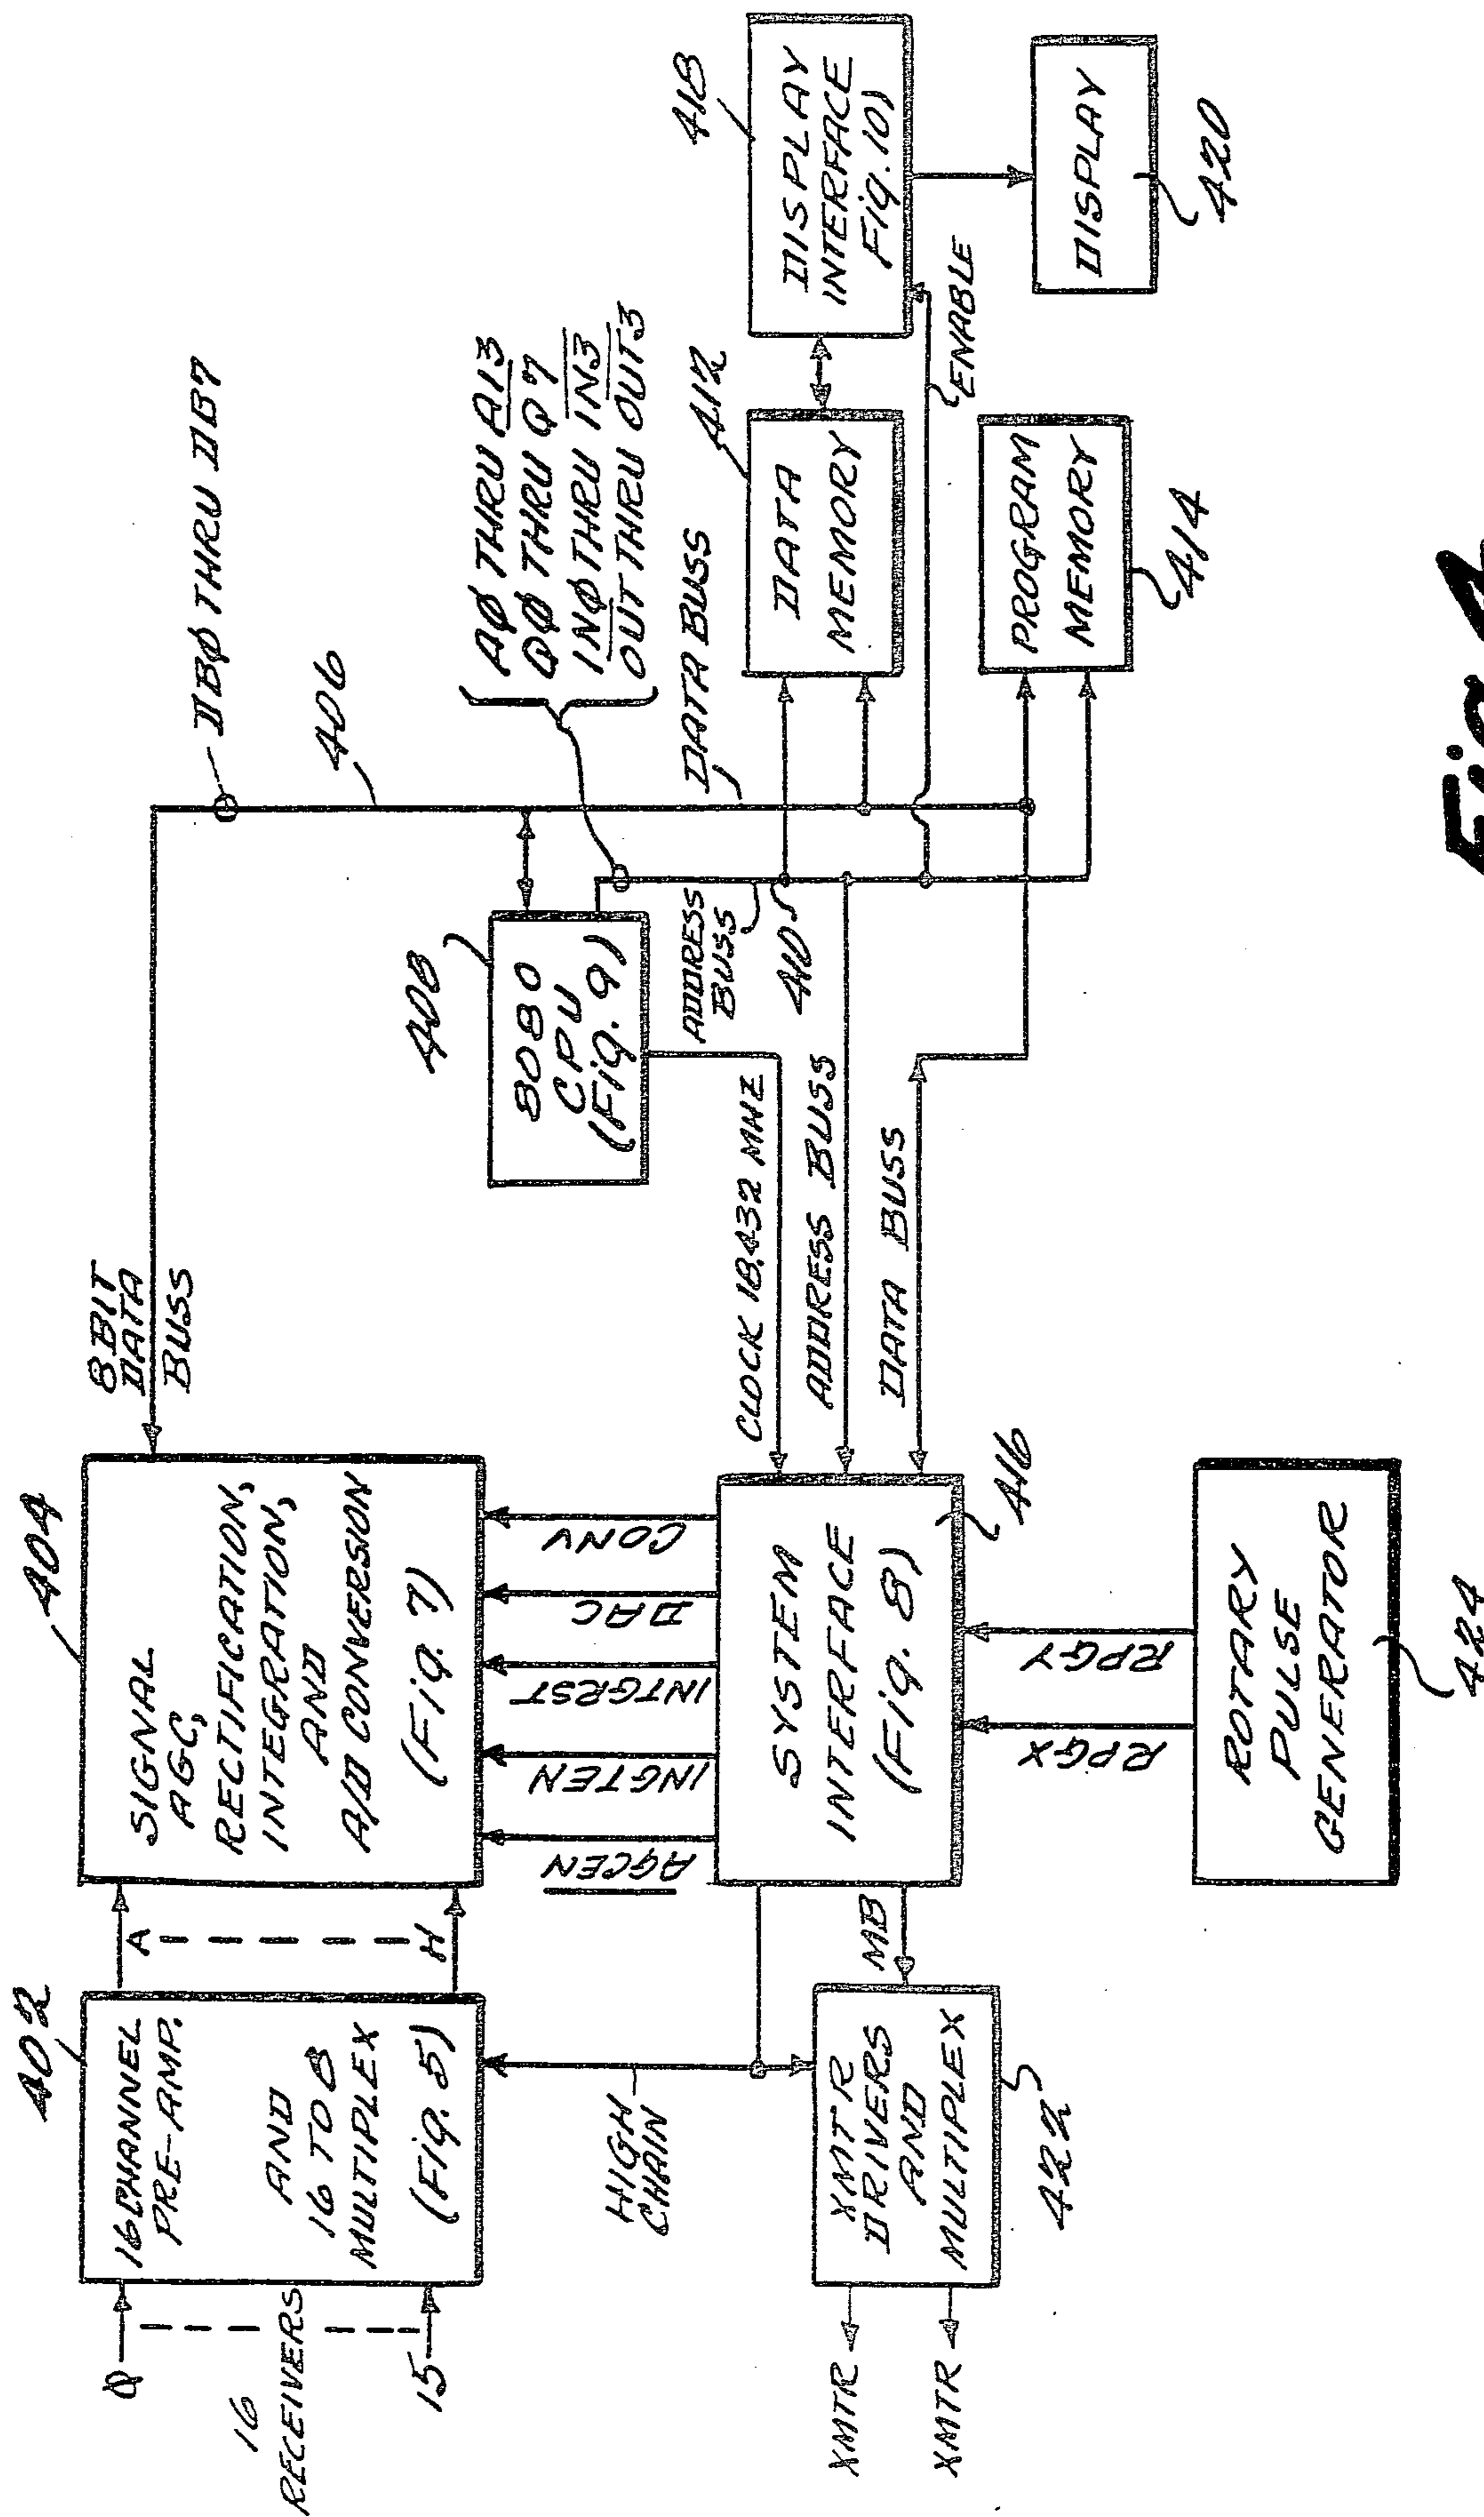 402
16 CHANNEL
PRE-AMP.
AND
16 TO 8
MULTIPLEX
(Fig. 5)
0
16
RECEIVERS
15
A
H
404
SIGNAL
AGC,
RECTIFICATION,
INTEGRATION,
AND
A/D CONVERSION
(Fig. 7)
8 BIT
DATA
BUSS
406
DBØ THRU DB7
408
8080
CPU
(Fig. 9)
AØ THRU A13
QØ THRU Q7
INØ THRU IN3
OUT THRU OUT3
DATA BUSS
ADDRESS
BUSS
410
412
DATA
MEMORY
418
DISPLAY
INTERFACE
Fig. 10)
ENABLE
DISPLAY
420
PROGRAM
MEMORY
414
CLOCK 18.432 MHZ
ADDRESS BUSS
DATA BUSS
AGCEN
INGTEN
INTGRST
DAC
CONV
HIGH
CHAIN
SYSTEM
INTERFACE
(Fig. 8)
416
MB
XMTR
DRIVERS
AND
MULTIPLEX
422
XMTR
XMTR
RPGX
RPGY
ROTARY
PULSE
GENERATOR
424
Fig. 4